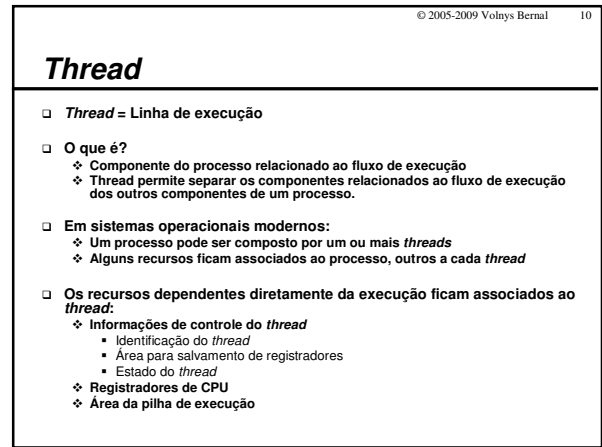 © 2005-2009 Volnys Bernal 10
Thread
❑ Thread = Linha de execução
❑ O que é?
❖ Componente do processo relacionado ao fluxo de execução
❖ Thread permite separar os componentes relacionados ao fluxo de execução
dos outros componentes de um processo.
❑ Em sistemas operacionais modernos:
❖ Um processo pode ser composto por um ou mais threads
❖ Alguns recursos ficam associados ao processo, outros a cada thread
❑ Os recursos dependentes diretamente da execução ficam associados ao
thread:
❖ Informações de controle do thread
▪ Identificação do thread
▪ Área para salvamento de registradores
▪ Estado do thread
❖ Registradores de CPU
❖ Área da pilha de execução